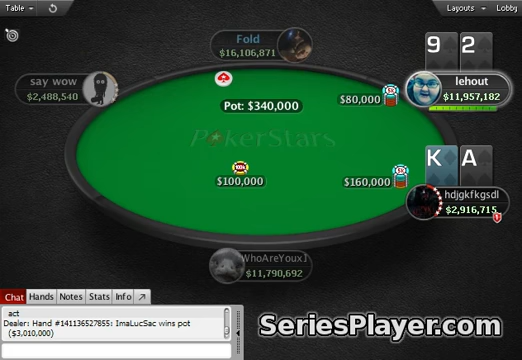 Table
Layouts
Lobby
Fold
$16,106,871
9 2
say wow
$2,488,540
lehout
$11,957,182
$80,000
Pot: $340,000
PokerStars
K A
$100,000
$160,000
hdjgkfkgsdl
$2,916,715
WhoAreYoux1
$11,790,692
Chat Hands Notes Stats Info
act
Dealer: Hand #141136527855: ImaLucSac wins pot
($3,010,000)
SeriesPlayer.com